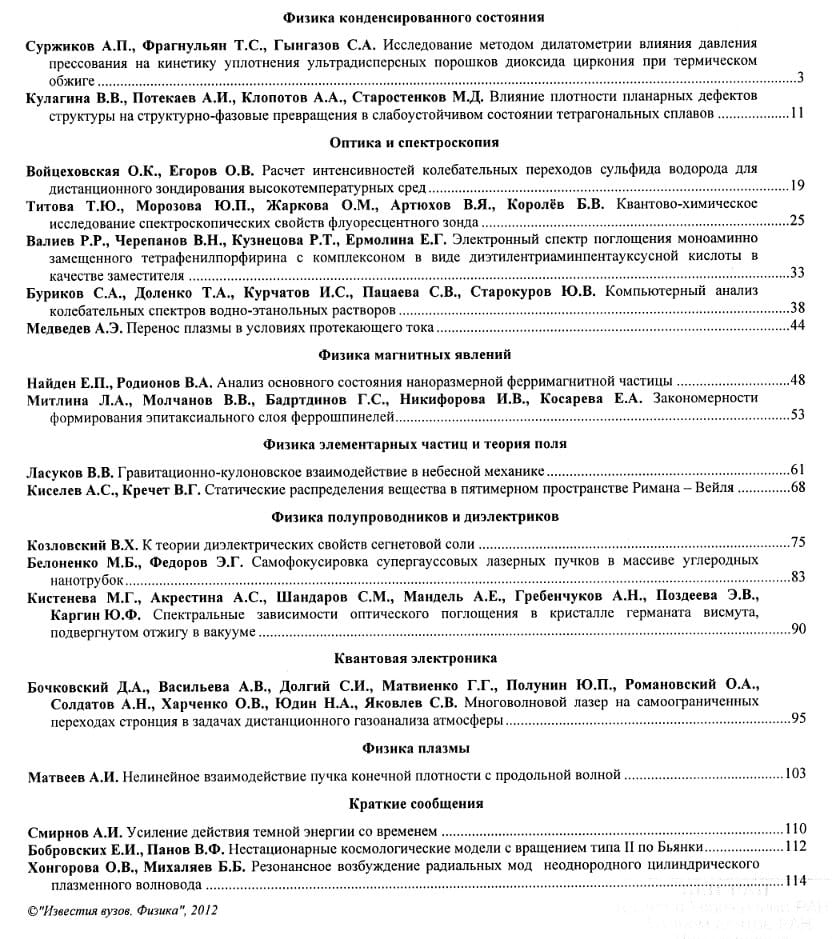 Физика конденсированного состояния
Суржиков А.П., Франгульян Т.С., Гынгазов С.А. Исследование методом дилатометрии влияния давления
прессования на кинетику уплотнения ультрадисперсных порошков диоксида циркония при термическом
обжиге ... 3
Кулагина В.В., Потекаев А.И., Клопотов А.А., Старостенков М.Д. Влияние плотности планарных дефектов
структуры на структурно-фазовые превращения в слабоустойчивом состоянии тетрагональных сплавов ... 11
Оптика и спектроскопия
Войцеховская О.К., Егоров О.В. Расчет интенсивностей колебательных переходов сульфида водорода для
дистанционного зондирования высокотемпературных сред ... 19
Титова Т.Ю., Морозова Ю.П., Жаркова О.М., Артюхов В.Я., Королёв Б.В. Квантово-химическое
исследование спектроскопических свойств флуоресцентного зонда ... 25
Валиев Р.Р., Черепанов В.Н., Кузнецова Р.Т., Ермолина Е.Г. Электронный спектр поглощения моноаминно
замещенного тетрафенилпорфирина с комплексоном в виде диэтилентриаминпентауксусной кислоты в
качестве заместителя ... 33
Буриков С.А., Доленко Т.А., Курчатов И.С., Пацаева С.В., Старокуров Ю.В. Компьютерный анализ
колебательных спектров водно-этанольных растворов ... 38
Медведев А.Э. Перенос плазмы в условиях протекающего тока ... 44
Физика магнитных явлений
Найден Е.П., Родионов В.А. Анализ основного состояния наноразмерной ферримагнитной частицы ... 48
Митлина Л.А., Молчанов В.В., Бадртдинов Г.С., Никифорова И.В., Косарева Е.А. Закономерности
формирования эпитаксиального слоя феррошпинелей ... 53
Физика элементарных частиц и теория поля
Ласуков В.В. Гравитационно-кулоновское взаимодействие в небесной механике ... 61
Киселев А.С., Кречет В.Г. Статические распределения вещества в пятимерном пространстве Римана – Вейля ... 68
Физика полупроводников и диэлектриков
Козловский В.Х. К теории диэлектрических свойств сегнетовой соли ... 75
Белоненко М.Б., Федоров Э.Г. Самофокусировка супергауссовых лазерных пучков в массиве углеродных
нанотрубок ... 83
Кистенева М.Г., Акрестина А.С., Шандаров С.М., Мандель А.Е., Гребенчуков А.Н., Поздеева Э.В.,
Каргин Ю.Ф. Спектральные зависимости оптического поглощения в кристалле германата висмута,
подвергнутом отжигу в вакууме ... 90
Квантовая электроника
Бочковский Д.А., Васильева А.В., Долгий С.И., Матвиенко Г.Г., Полунин Ю.П., Романовский О.А.,
Солдатов А.Н., Харченко О.В., Юдин Н.А., Яковлев С.В. Многоволновой лазер на самоограниченных
переходах стронция в задачах дистанционного газоанализа атмосферы ... 95
Физика плазмы
Матвеев А.И. Нелинейное взаимодействие пучка конечной плотности с продольной волной ... 103
Краткие сообщения
Смирнов А.И. Усиление действия темной энергии со временем ... 110
Бобровских Е.И., Панов В.Ф. Нестационарные космологические модели с вращением типа II по Бьянки ... 112
Хонгорова О.В., Михаляев Б.Б. Резонансное возбуждение радиальных мод неоднородного цилиндрического
плазменного волновода ... 114
©"Известия вузов. Физика", 2012